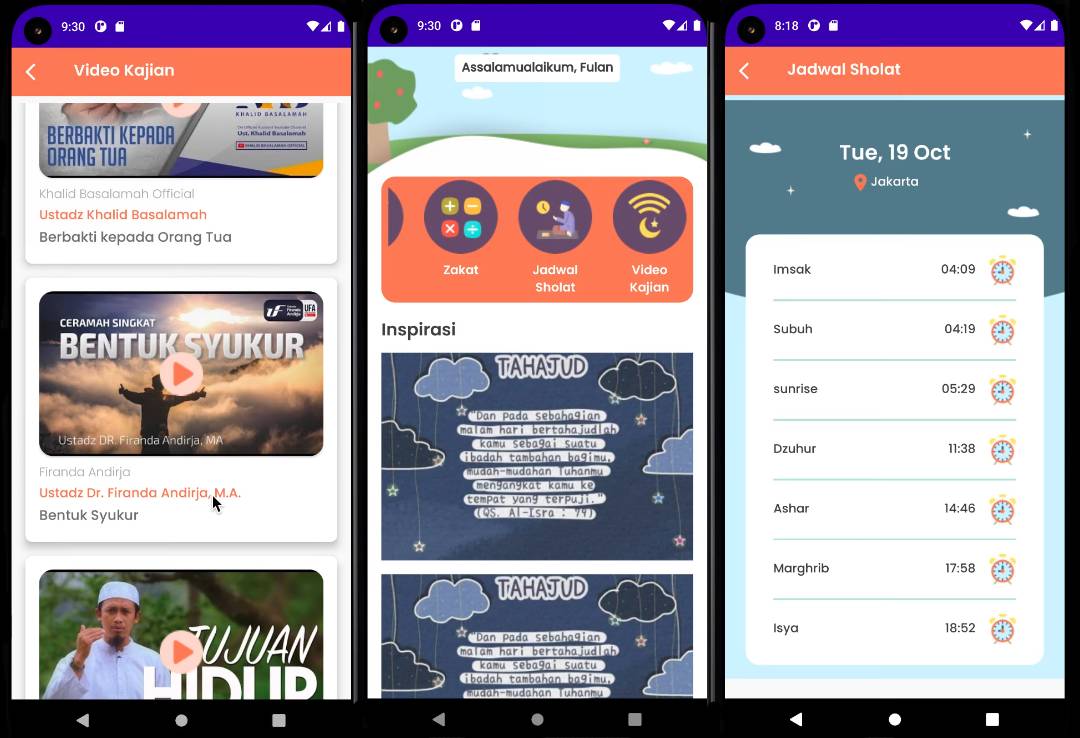 9:30
Video Kajian
KHALID BASALAMAH
Ust. Khalid Basalamah
BERBAKTI KEPADA
ORANG TUA
Khalid Basalamah Official
Ustadz Khalid Basalamah
Berbakti kepada Orang Tua
CERAMAH SINGKAT
BENTUK SYUKUR
UFA
Ustadz DR. Firanda Andirja, MA
Firanda Andirja
Ustadz Dr. Firanda Andirja, M.A.
Bentuk Syukur
TUJUAN
HIDUP
9:30
Assalamualaikum, Fulan
Zakat
Jadwal
Sholat
Video
Kajian
Inspirasi
TAHAJUD
"Dan pada sebahagian
malam hari bertahajudlah
kamu sebagai suatu
ibadah tambahan bagimu,
mudah-mudahan Tuhanmu
mengangkat kamu ke
tempat yang terpuji."
(QS. Al-Isra : 79)
TAHAJUD
"Dan pada sebahagian
malam hari bertahajudlah
kamu sebagai suatu
ibadah tambahan bagimu,
mudah-mudahan Tuhanmu
8:18
Jadwal Sholat
Tue, 19 Oct
Jakarta
Imsak 04:09
Subuh 04:19
sunrise 05:29
Dzuhur 11:38
Ashar 14:46
Marghrib 17:58
Isya 18:52